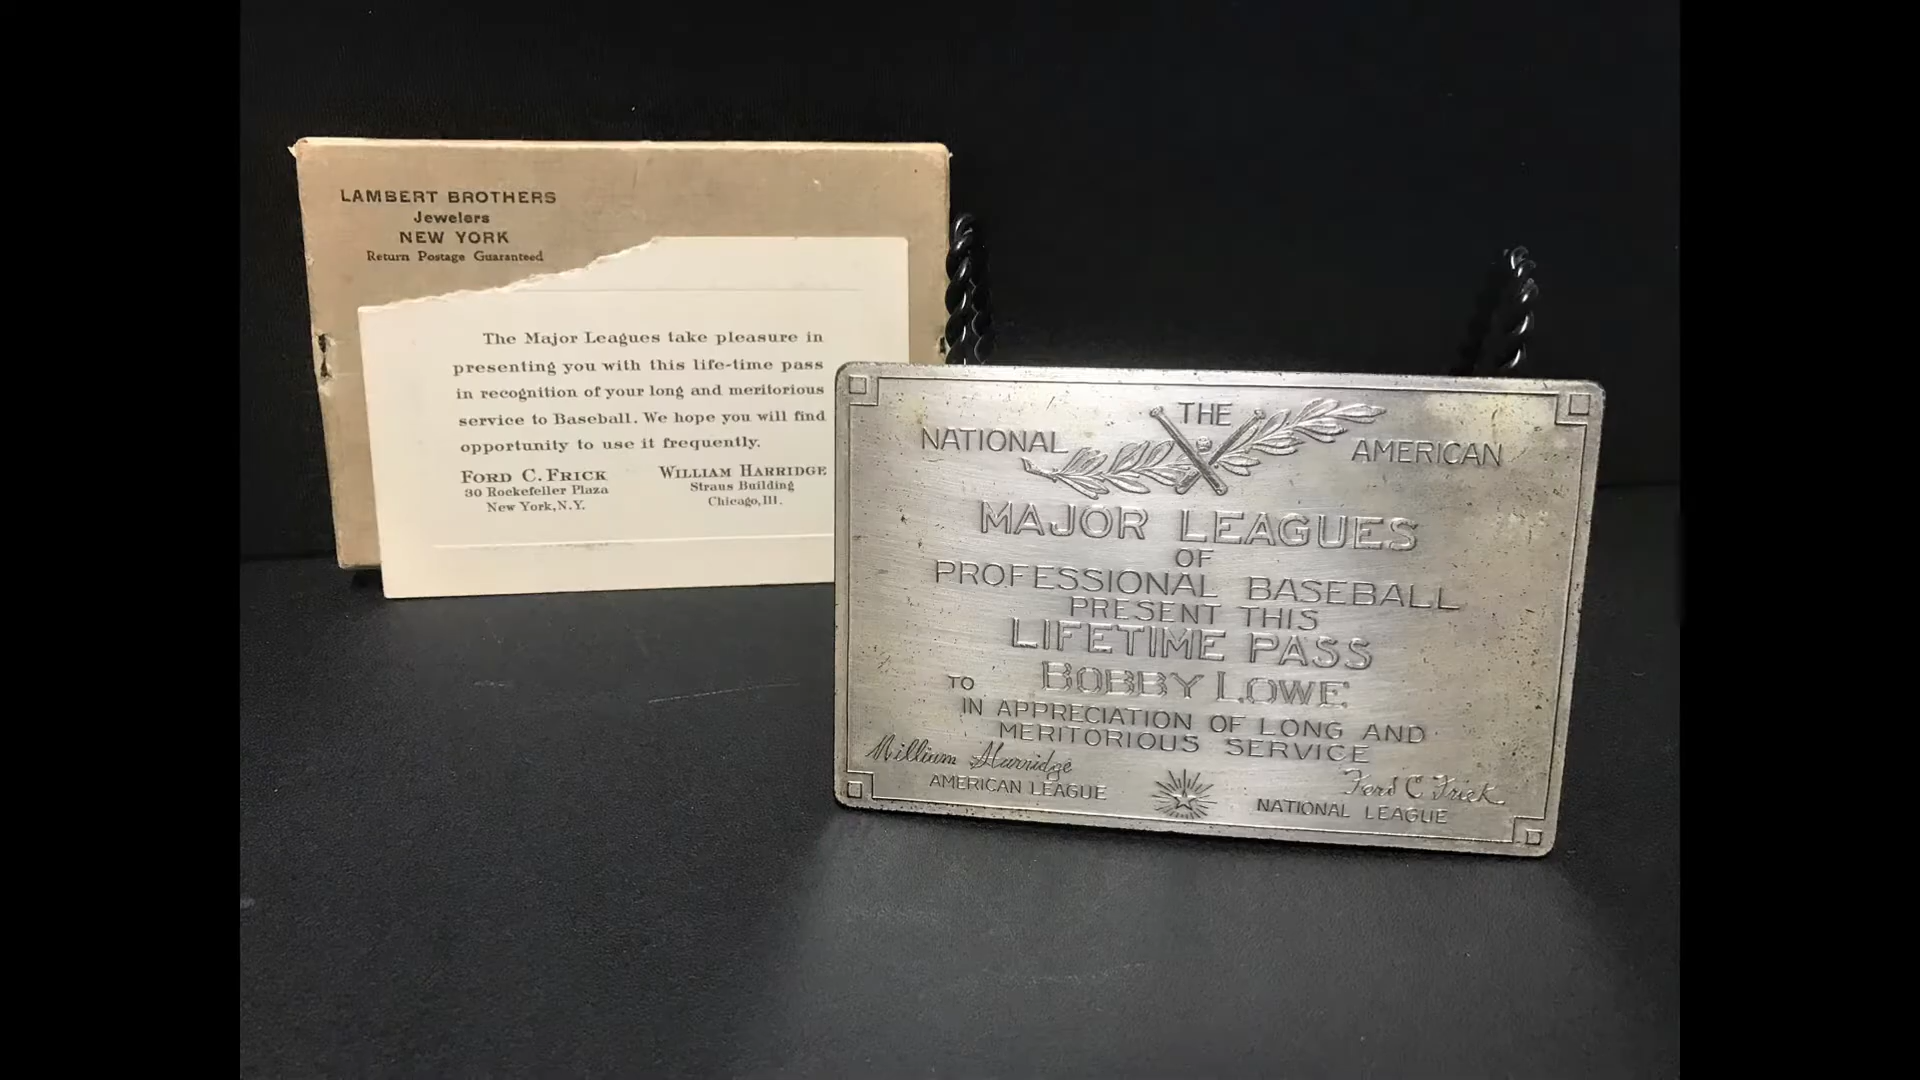 LAMBERT BROTHERS
Jewelers
NEW YORK
Return Postage Guaranteed
The Major Leagues take pleasure in
presenting you with this life-time pass
in recognition of your long and meritorious
service to Baseball. We hope you will find
opportunity to use it frequently.
FORD C. FRICK
30 Rockefeller Plaza
New York, N.Y.
WILLIAM HARRIDGE
Straus Building
Chicago, Ill.
THE
NATIONAL AMERICAN
MAJOR LEAGUES
OF
PROFESSIONAL BASEBALL
PRESENT THIS
LIFETIME PASS
TO BOBBY LOWE
IN APPRECIATION OF LONG AND
MERITORIOUS SERVICE
William Harridge
AMERICAN LEAGUE
Ford C Frick
NATIONAL LEAGUE